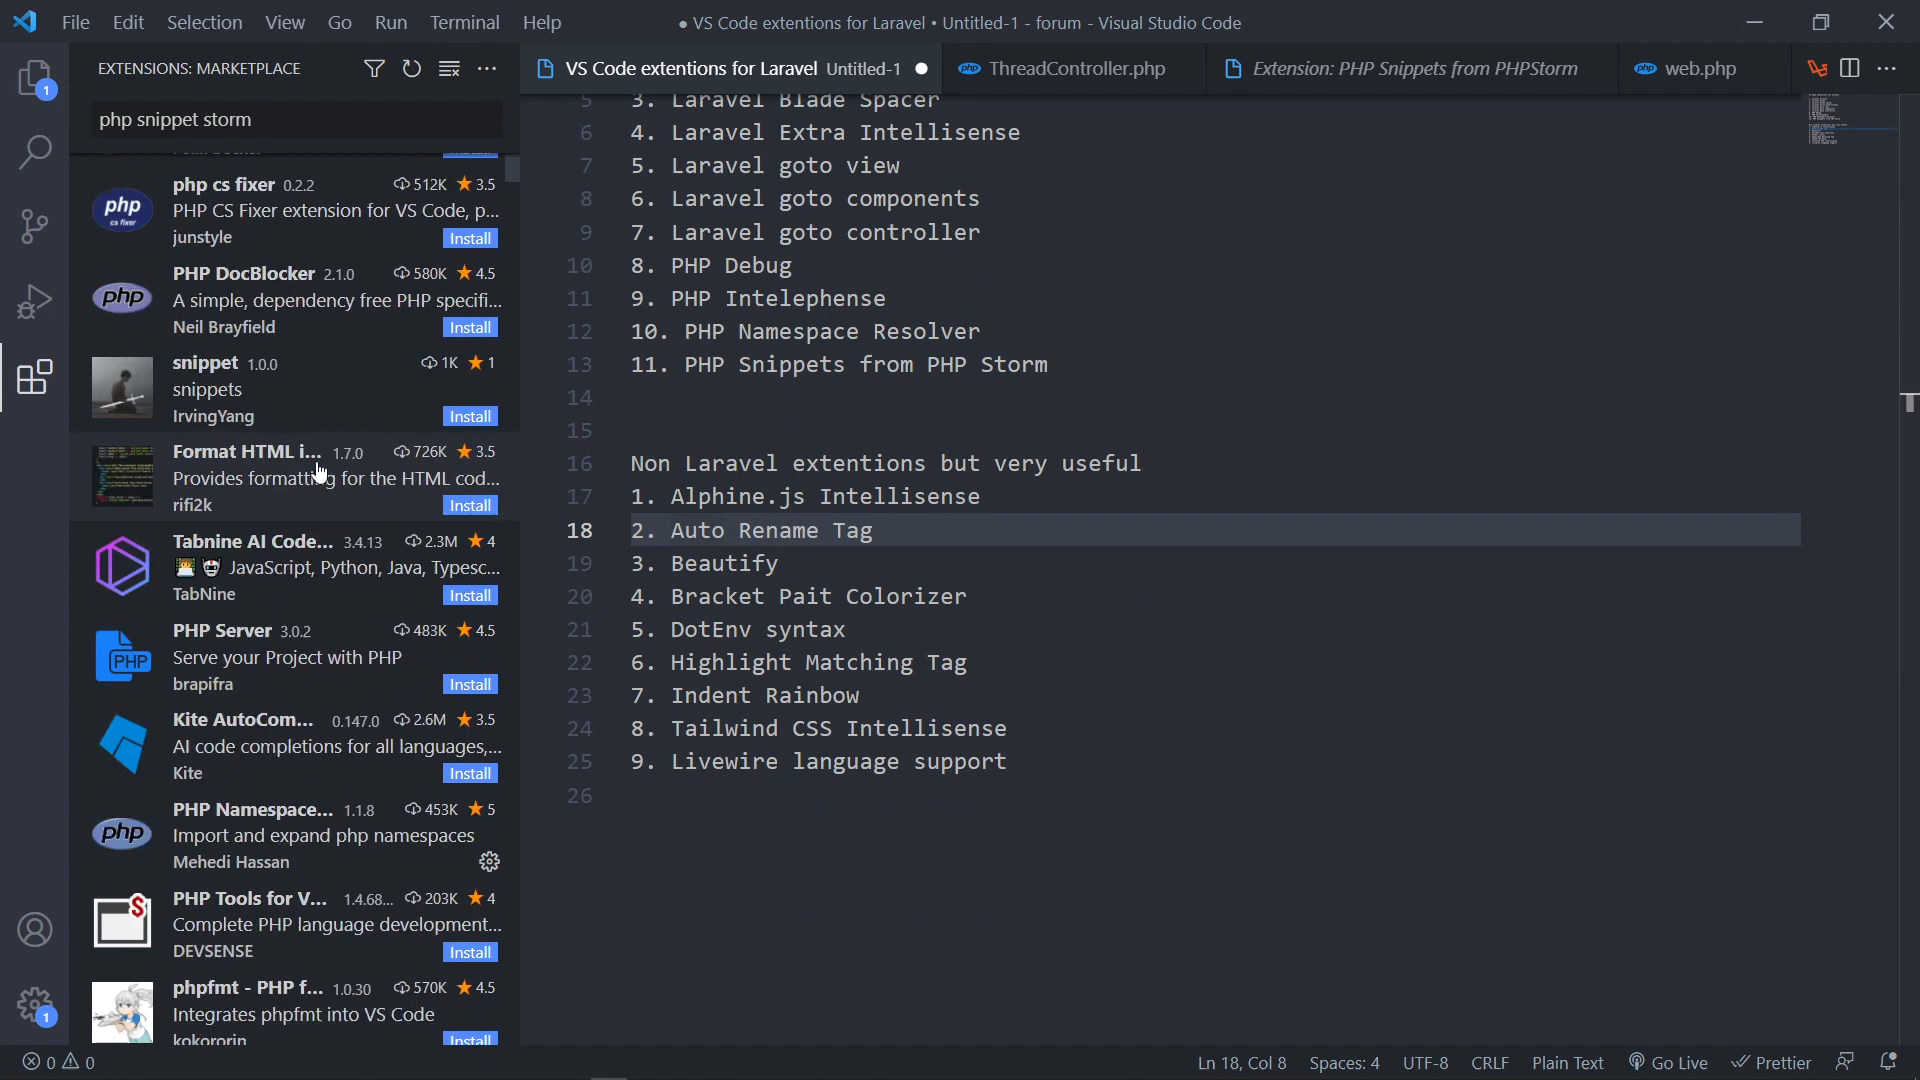 File Edit Selection View Go Run Terminal Help
● VS Code extentions for Laravel • Untitled-1 - forum - Visual Studio Code
EXTENSIONS: MARKETPLACE
VS Code extentions for Laravel Untitled-1
ThreadController.php
Extension: PHP Snippets from PHPStorm
web.php
1
php snippet storm
php cs fixer 0.2.2 512K 3.5
PHP CS Fixer extension for VS Code, p...
junstyle Install
PHP DocBlocker 2.1.0 580K 4.5
A simple, dependency free PHP specifi...
Neil Brayfield Install
snippet 1.0.0 1K 1
snippets
IrvingYang Install
Format HTML i... 1.7.0 726K 3.5
Provides formatting for the HTML cod...
rifi2k Install
Tabnine AI Code... 3.4.13 2.3M 4
JavaScript, Python, Java, Typesc...
TabNine Install
PHP Server 3.0.2 483K 4.5
Serve your Project with PHP
brapifra Install
Kite AutoCom... 0.147.0 2.6M 3.5
AI code completions for all languages,...
Kite Install
PHP Namespace... 1.1.8 453K 5
Import and expand php namespaces
Mehedi Hassan
PHP Tools for V... 1.4.68... 203K 4
Complete PHP language development...
DEVSENSE Install
phpfmt - PHP f... 1.0.30 570K 4.5
Integrates phpfmt into VS Code
kokororin Install
1
5 3. Laravel Blade Spacer
6 4. Laravel Extra Intellisense
7 5. Laravel goto view
8 6. Laravel goto components
9 7. Laravel goto controller
10 8. PHP Debug
11 9. PHP Intelephense
12 10. PHP Namespace Resolver
13 11. PHP Snippets from PHP Storm
14
15
16 Non Laravel extentions but very useful
17 1. Alphine.js Intellisense
18 2. Auto Rename Tag
19 3. Beautify
20 4. Bracket Pait Colorizer
21 5. DotEnv syntax
22 6. Highlight Matching Tag
23 7. Indent Rainbow
24 8. Tailwind CSS Intellisense
25 9. Livewire language support
26
0 0
Ln 18, Col 8 Spaces: 4 UTF-8 CRLF Plain Text Go Live Prettier